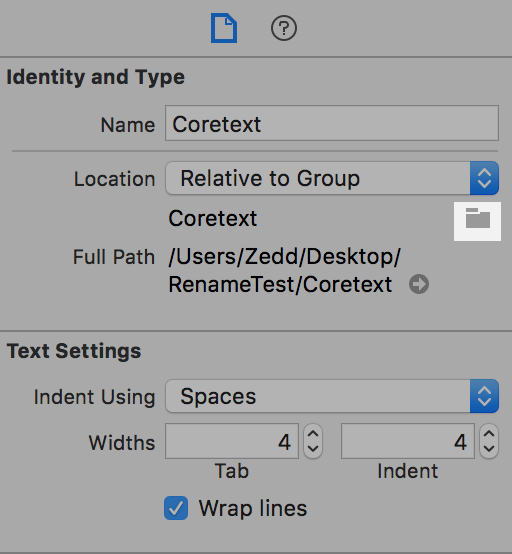 Identity and Type
Name Coretext
Location Relative to Group
Coretext
Full Path /Users/Zedd/Desktop/
RenameTest/Coretext
Text Settings
Indent Using Spaces
Widths 4 4
Tab Indent
Wrap lines